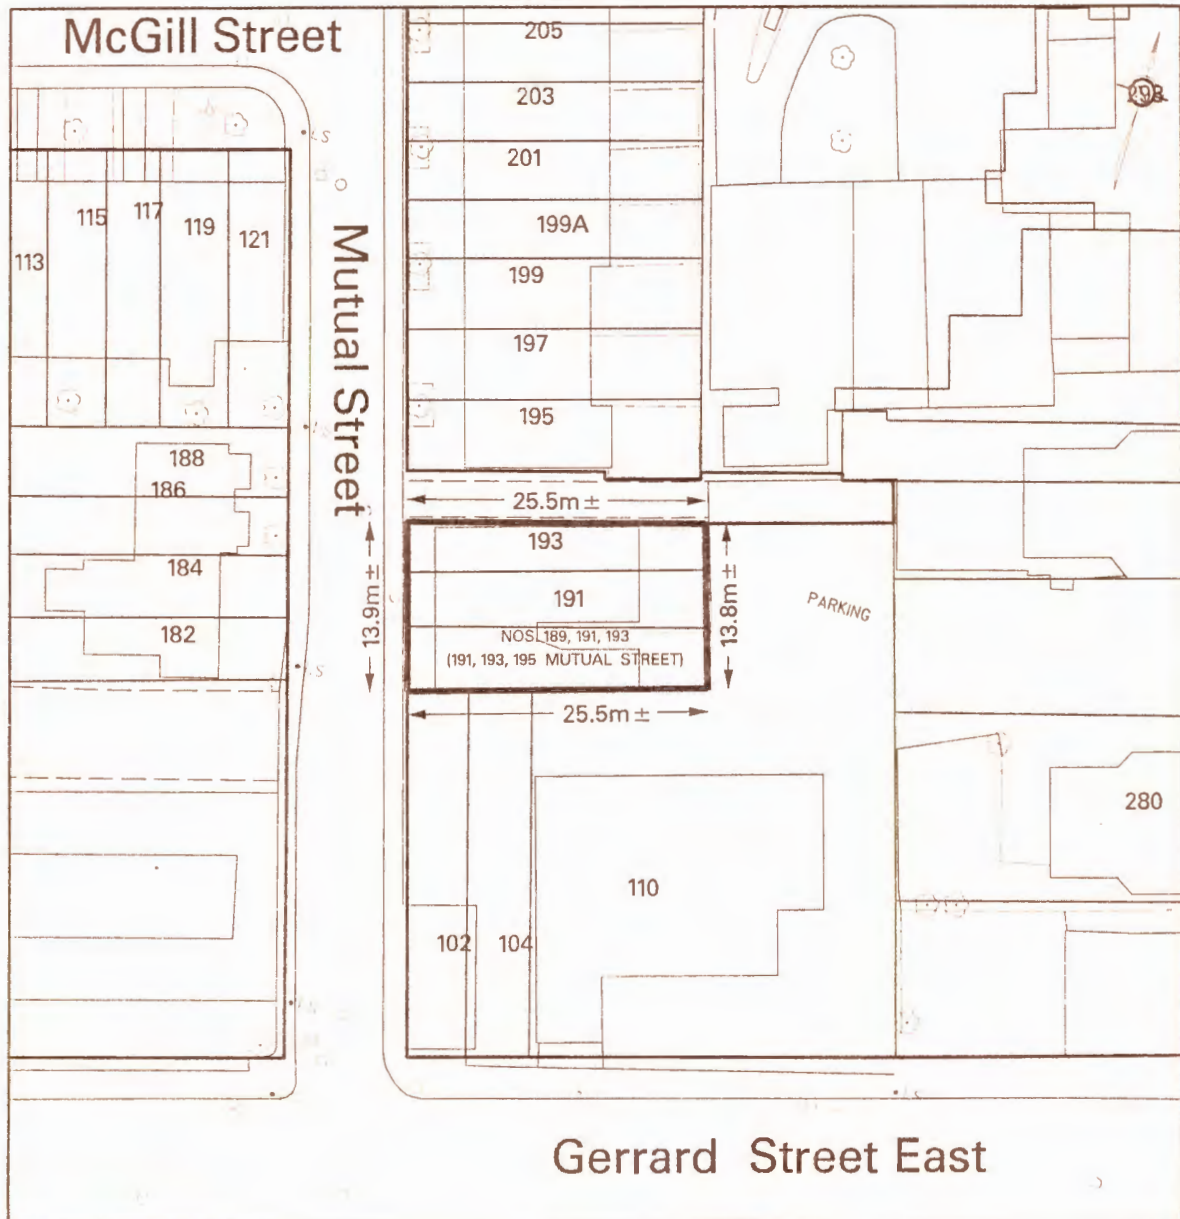 McGill Street
205
203
201
199A
199
197
195
113
115
117
119
121
Mutual Street
188
186
184
182
25.5m ±
13.9m ±
193
191
NOS. 189, 191, 193
(191, 193, 195 MUTUAL STREET)
13.8m ±
25.5m ±
PARKING
280
110
102
104
Gerrard Street East